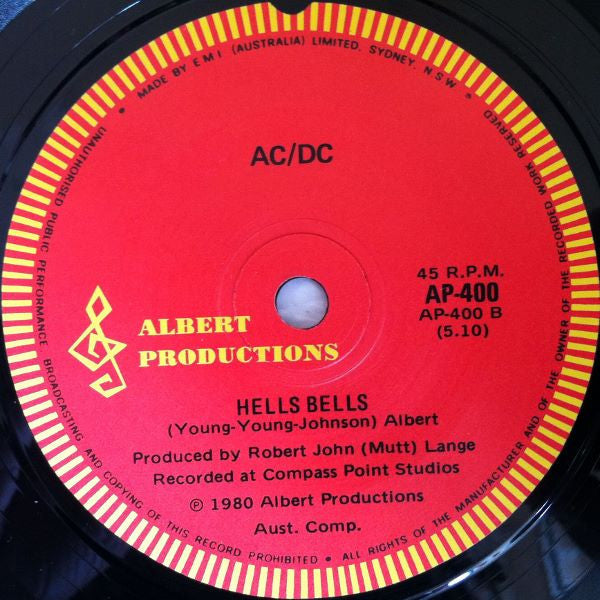 MADE BY E M I (AUSTRALIA) LIMITED. SYDNEY. N.S.W.
UNAUTHORISED PUBLIC PERFORMANCE BROADCASTING AND COPYING OF THIS RECORD PROHIBITED • ALL RIGHTS OF THE MANUFACTURER AND OF THE OWNER OF THE RECORDED WORK RESERVED
AC/DC
45 R.P.M.
AP-400
AP-400 B
(5.10)
ALBERT
PRODUCTIONS
HELLS BELLS
(Young-Young-Johnson) Albert
Produced by Robert John (Mutt) Lange
Recorded at Compass Point Studios
℗ 1980 Albert Productions
Aust. Comp.